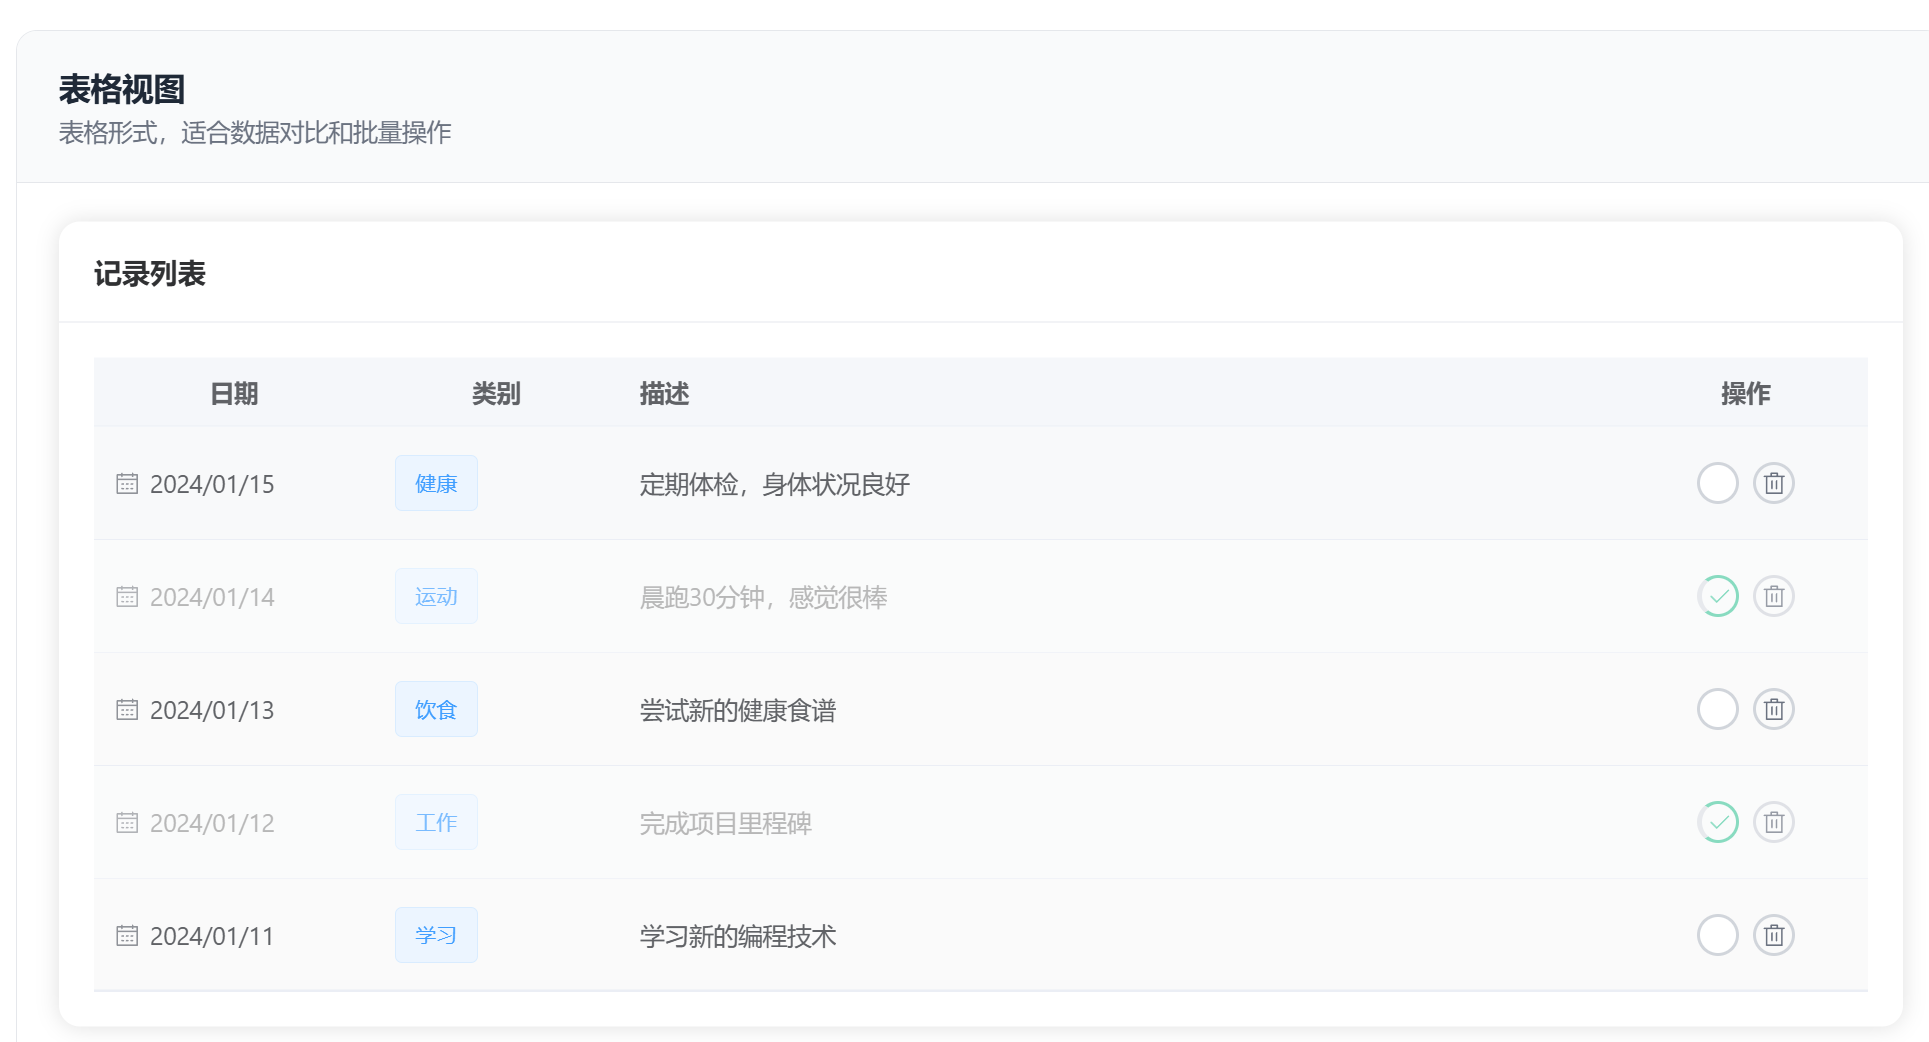 表格视图
表格形式，适合数据对比和批量操作
记录列表
日期 类别 描述 操作
2024/01/15 健康 定期体检，身体状况良好
2024/01/14 运动 晨跑30分钟，感觉很棒
2024/01/13 饮食 尝试新的健康食谱
2024/01/12 工作 完成项目里程碑
2024/01/11 学习 学习新的编程技术